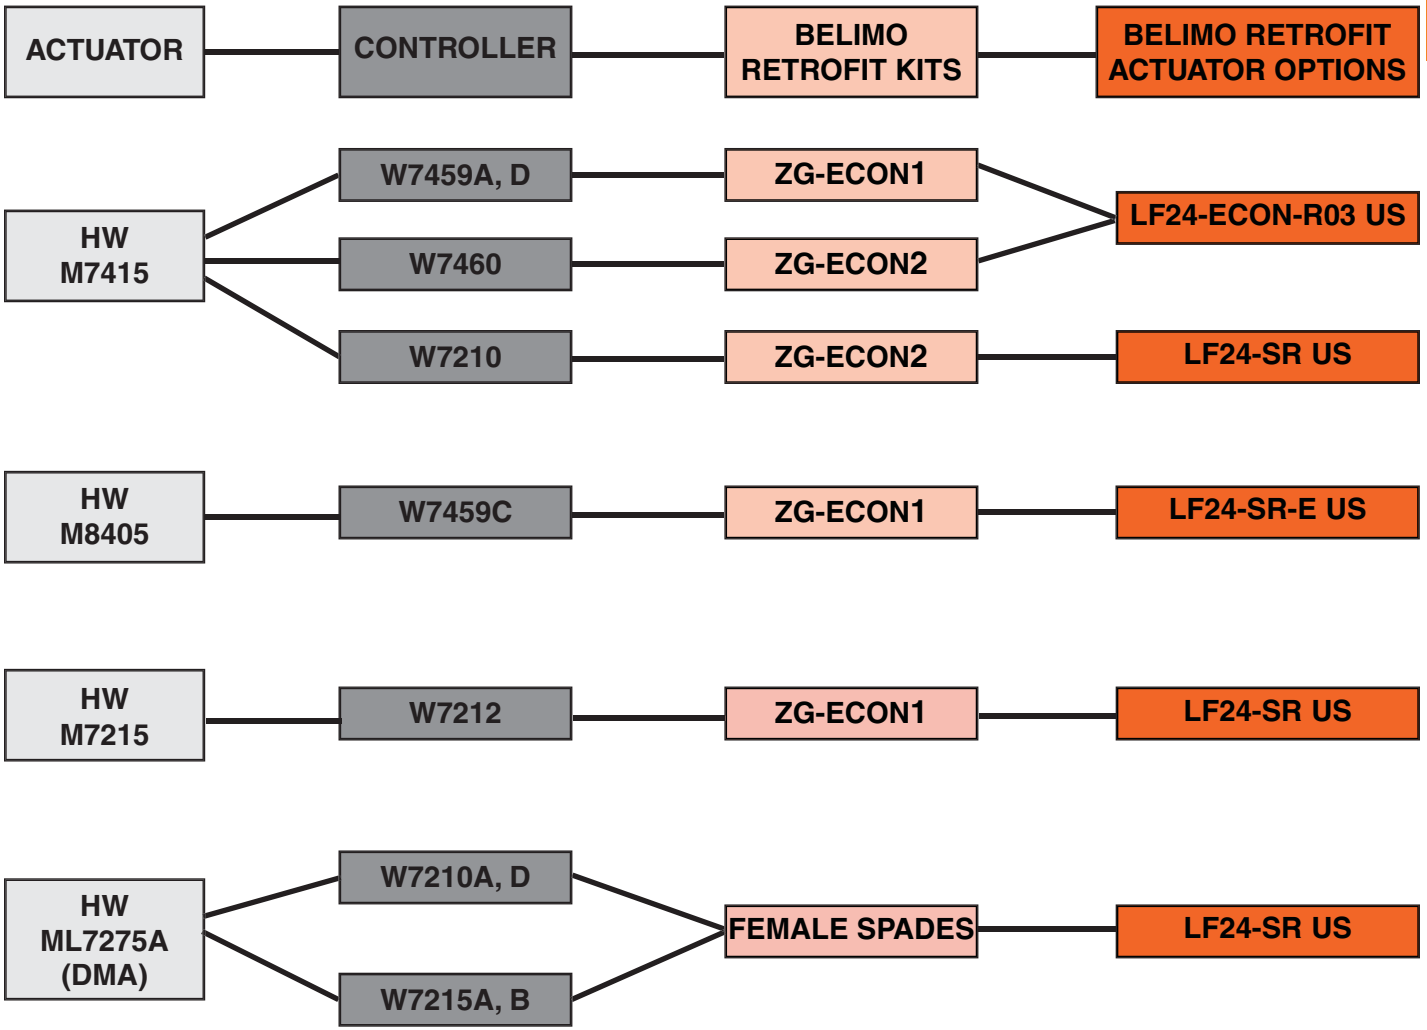 ACTUATOR
CONTROLLER
BELIMO
RETROFIT KITS
BELIMO RETROFIT
ACTUATOR OPTIONS
HW
M7415
W7459A, D
ZG-ECON1
W7460
ZG-ECON2
LF24-ECON-R03 US
W7210
ZG-ECON2
LF24-SR US
HW
M8405
W7459C
ZG-ECON1
LF24-SR-E US
HW
M7215
W7212
ZG-ECON1
LF24-SR US
HW
ML7275A
(DMA)
W7210A, D
W7215A, B
FEMALE SPADES
LF24-SR US